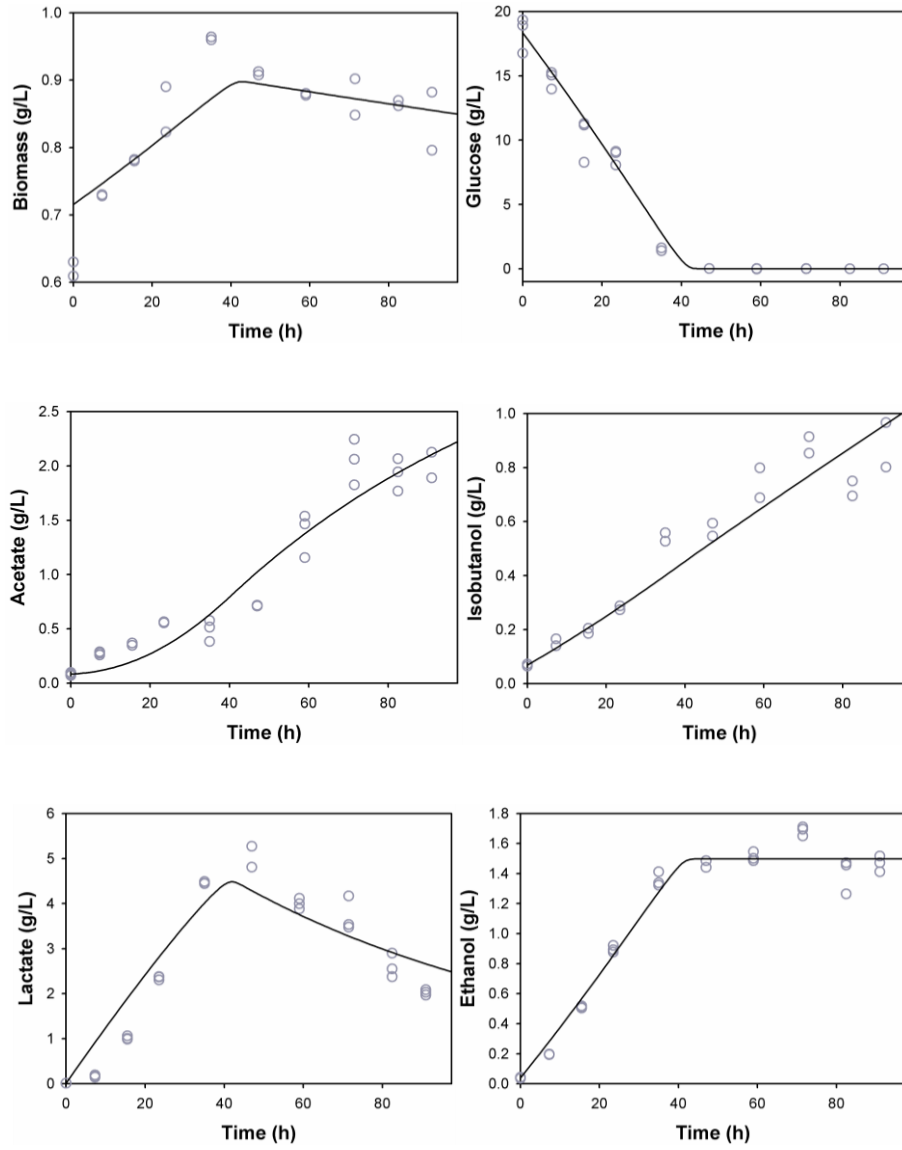 Biomass (g/L)
1.0
0.9
0.8
0.7
0.6
0 20 40 60 80
Time (h)
Glucose (g/L)
20
15
10
5
0
0 20 40 60 80
Time (h)
Acetate (g/L)
2.5
2.0
1.5
1.0
0.5
0.0
0 20 40 60 80
Time (h)
Isobutanol (g/L)
1.0
0.8
0.6
0.4
0.2
0.0
0 20 40 60 80
Time (h)
Lactate (g/L)
6
5
4
3
2
1
0
0 20 40 60 80
Time (h)
Ethanol (g/L)
1.8
1.6
1.4
1.2
1.0
0.8
0.6
0.4
0.2
0.0
0 20 40 60 80
Time (h)